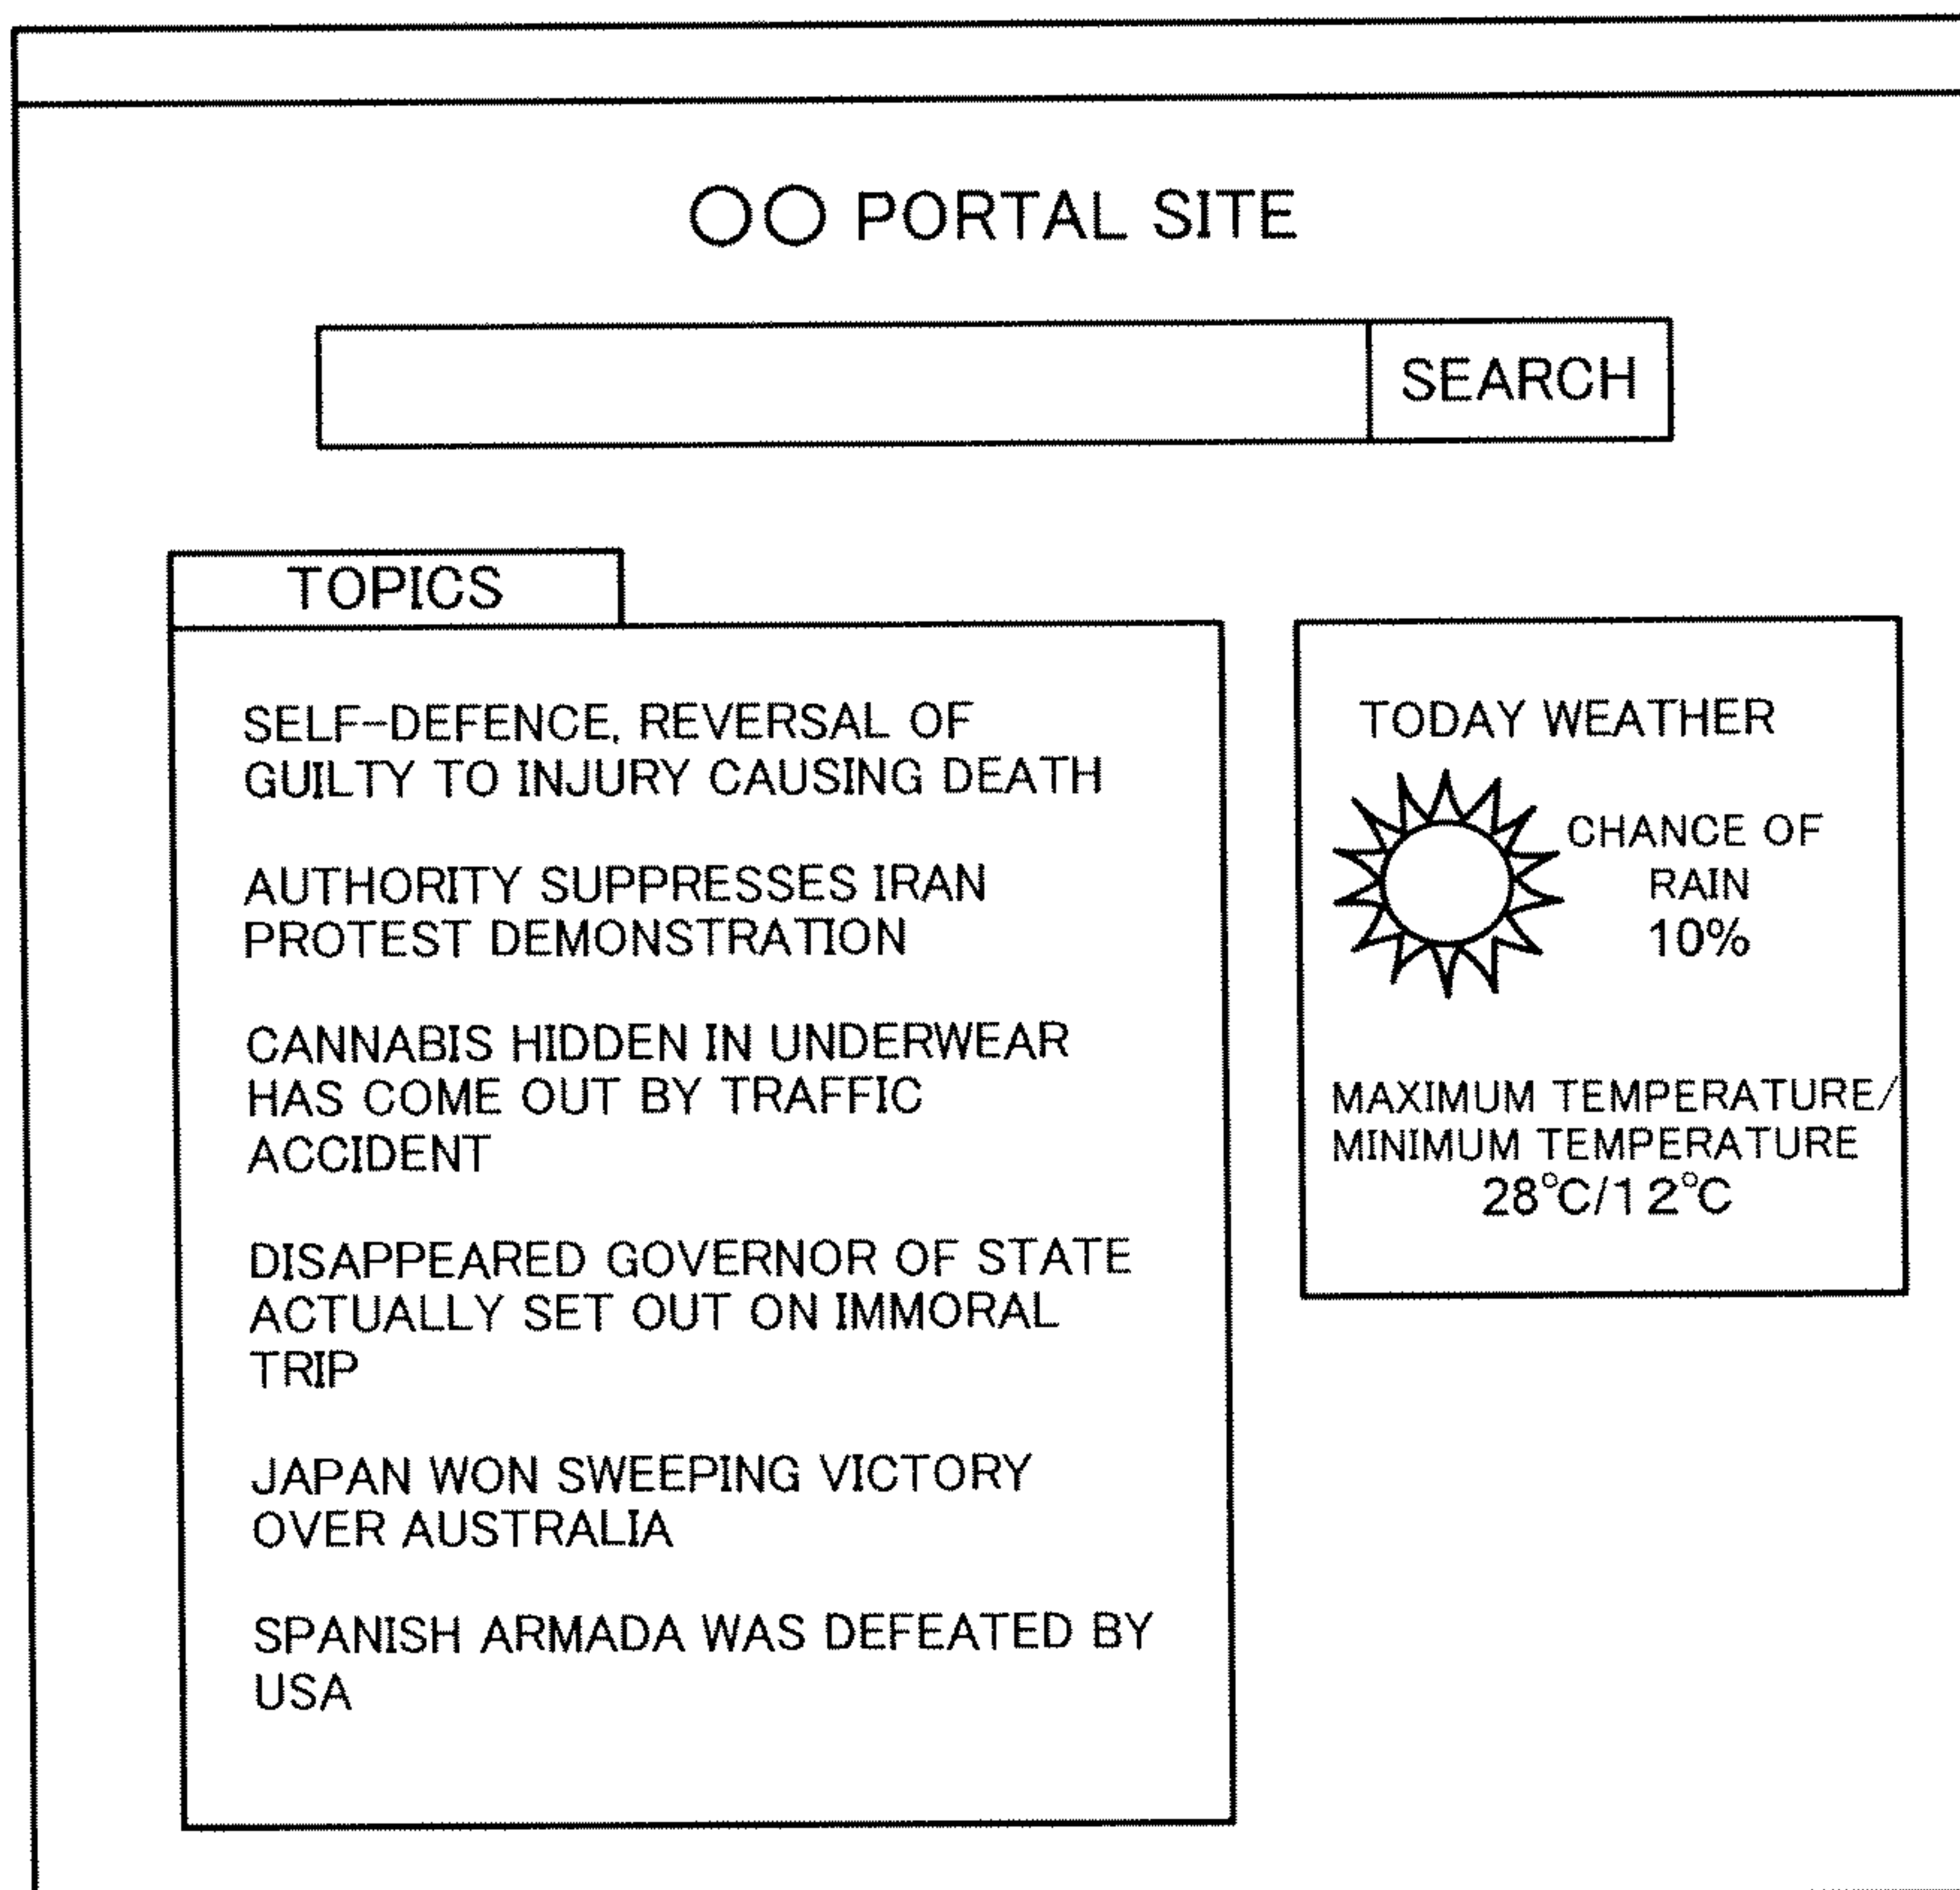 ○○ PORTAL SITE
SEARCH
TOPICS
SELF-DEFENCE, REVERSAL OF
GUILTY TO INJURY CAUSING DEATH
AUTHORITY SUPPRESSES IRAN
PROTEST DEMONSTRATION
CANNABIS HIDDEN IN UNDERWEAR
HAS COME OUT BY TRAFFIC
ACCIDENT
DISAPPEARED GOVERNOR OF STATE
ACTUALLY SET OUT ON IMMORAL
TRIP
JAPAN WON SWEEPING VICTORY
OVER AUSTRALIA
SPANISH ARMADA WAS DEFEATED BY
USA
TODAY WEATHER
CHANCE OF
RAIN
10%
MAXIMUM TEMPERATURE/
MINIMUM TEMPERATURE
28°C/12°C